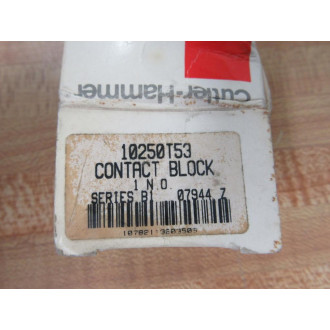 Cutler-Hammer
10250T53
CONTACT BLOCK
1 N O
SERIES B1 07944 7